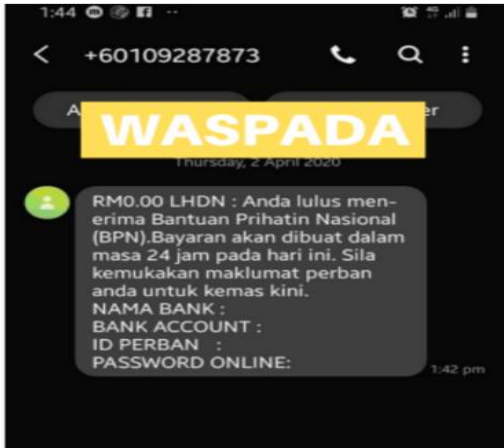 1:44
+60109287873
WASPADA
Thursday, 2 April 2020
RM0.00 LHDN : Anda lulus men-
erima Bantuan Prihatin Nasional
(BPN).Bayaran akan dibuat dalam
masa 24 jam pada hari ini. Sila
kemukakan maklumat perban
anda untuk kemas kini.
NAMA BANK :
BANK ACCOUNT :
ID PERBAN :
PASSWORD ONLINE:
1:42 pm